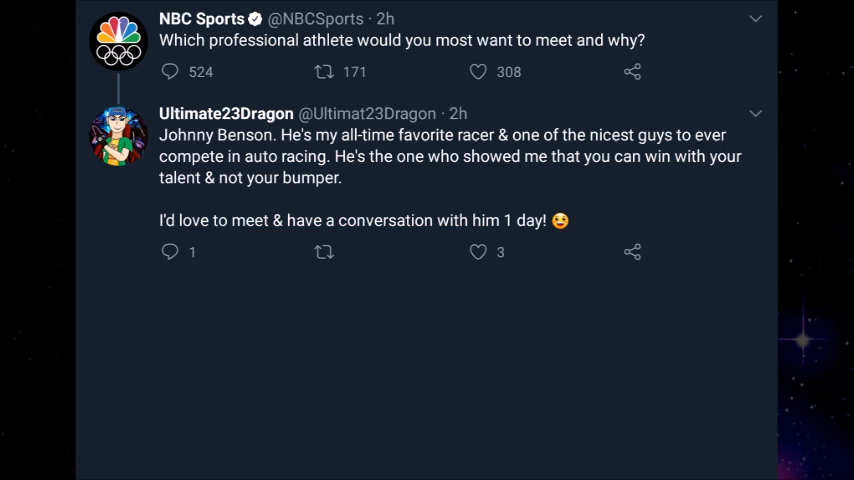 NBC Sports @NBCSports · 2h
Which professional athlete would you most want to meet and why?
524 171 308
Ultimate23Dragon @Ultimat23Dragon · 2h
Johnny Benson. He's my all-time favorite racer & one of the nicest guys to ever
compete in auto racing. He's the one who showed me that you can win with your
talent & not your bumper.
I'd love to meet & have a conversation with him 1 day! 😉
1 3